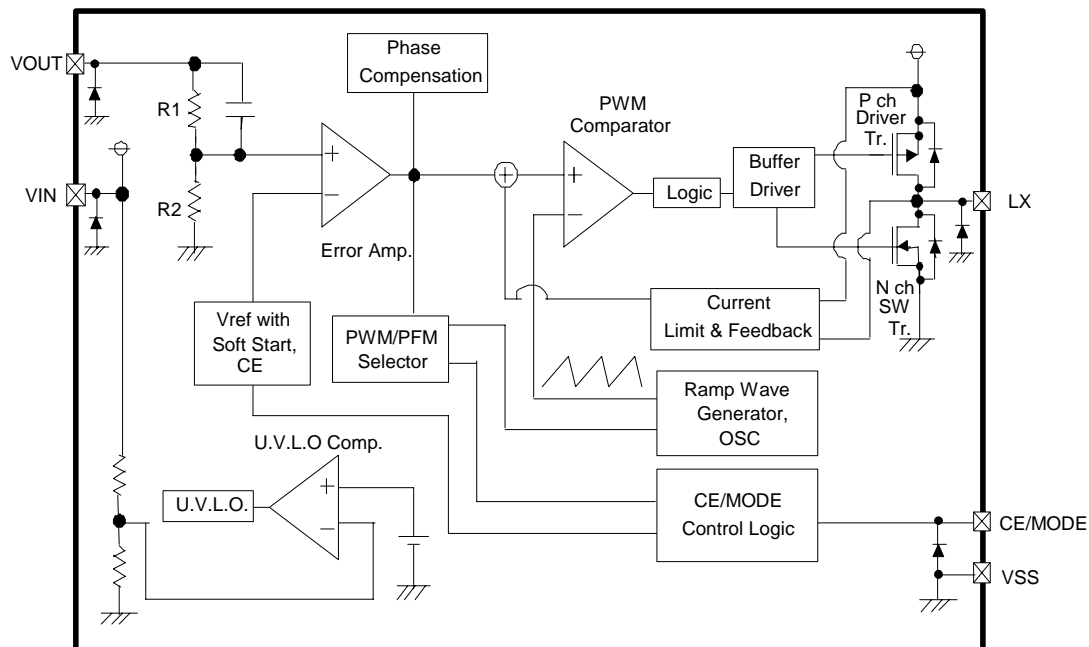 VOUT
R1
R2
VIN
Phase
Compensation
+
−
Error Amp.
Vref with
Soft Start,
CE
PWM/PFM
Selector
+
PWM
Comparator
+
−
Logic
Buffer
Driver
P ch
Driver
Tr.
LX
N ch
SW
Tr.
Current
Limit & Feedback
Ramp Wave
Generator,
OSC
U.V.L.O Comp.
U.V.L.O.
+
−
CE/MODE
Control Logic
CE/MODE
VSS